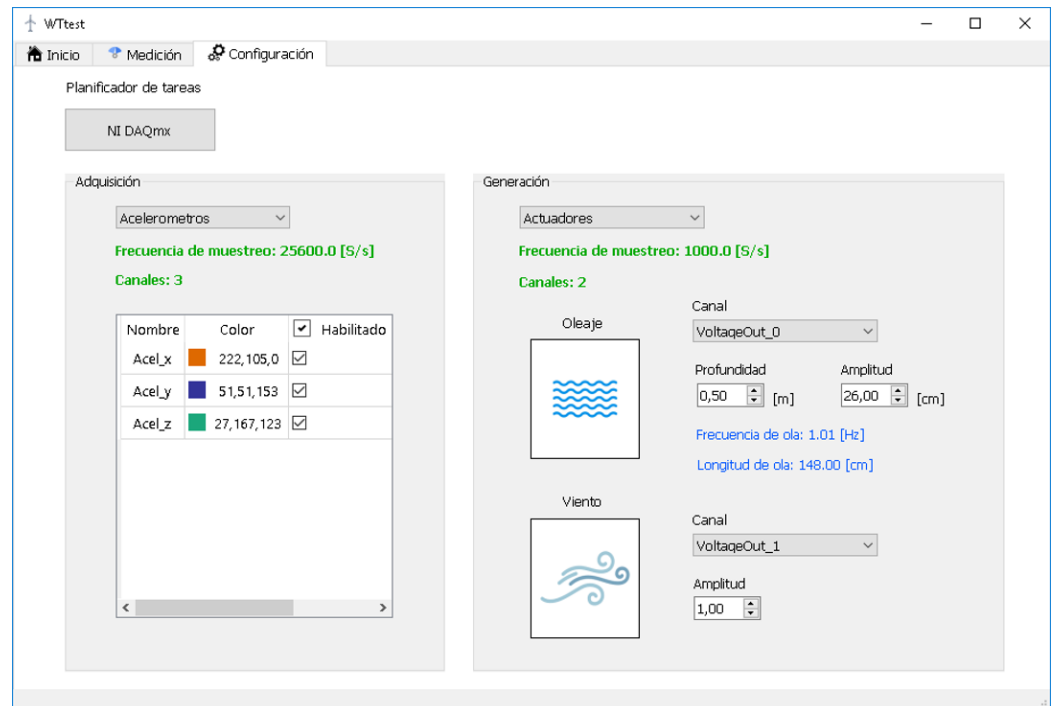 WTtest
Inicio Medición Configuración
Planificador de tareas
NI DAQmx
Adquisición
Acelerometros
Frecuencia de muestreo: 25600.0 [S/s]
Canales: 3
Nombre Color Habilitado
Acel_x 222,105,0
Acel_y 51,51,153
Acel_z 27,167,123
Generación
Actuadores
Frecuencia de muestreo: 1000.0 [S/s]
Canales: 2
Oleaje
Canal
VoltageOut_0
Profundidad Amplitud
0,50 [m] 26,00 [cm]
Frecuencia de ola: 1.01 [Hz]
Longitud de ola: 148.00 [cm]
Viento
Canal
VoltageOut_1
Amplitud
1,00